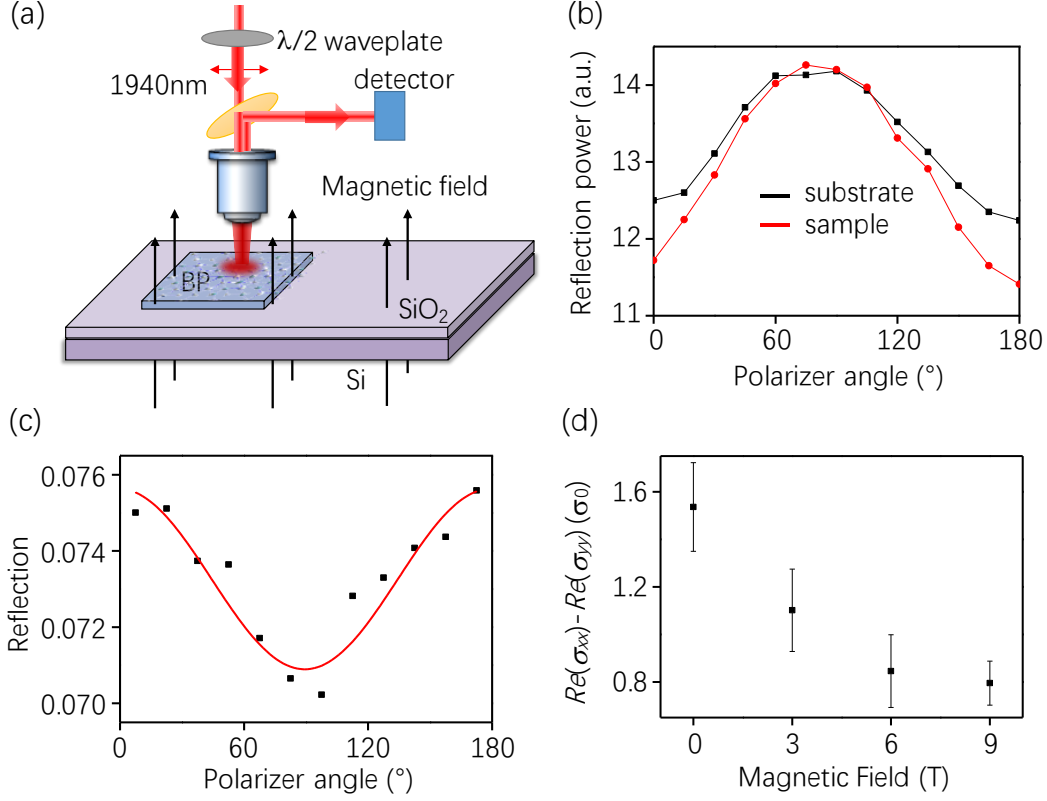 (a)
λ/2 waveplate
1940nm
detector
Magnetic field
BP
SiO2
Si
(b)
Reflection power (a.u.)
14
13
12
11
substrate
sample
0 60 120 180
Polarizer angle (°)
(c)
Reflection
0.076
0.074
0.072
0.070
0 60 120 180
Polarizer angle (°)
(d)
Re(σxx)- Re(σyy) (σ0)
1.6
1.2
0.8
0 3 6 9
Magnetic Field (T)